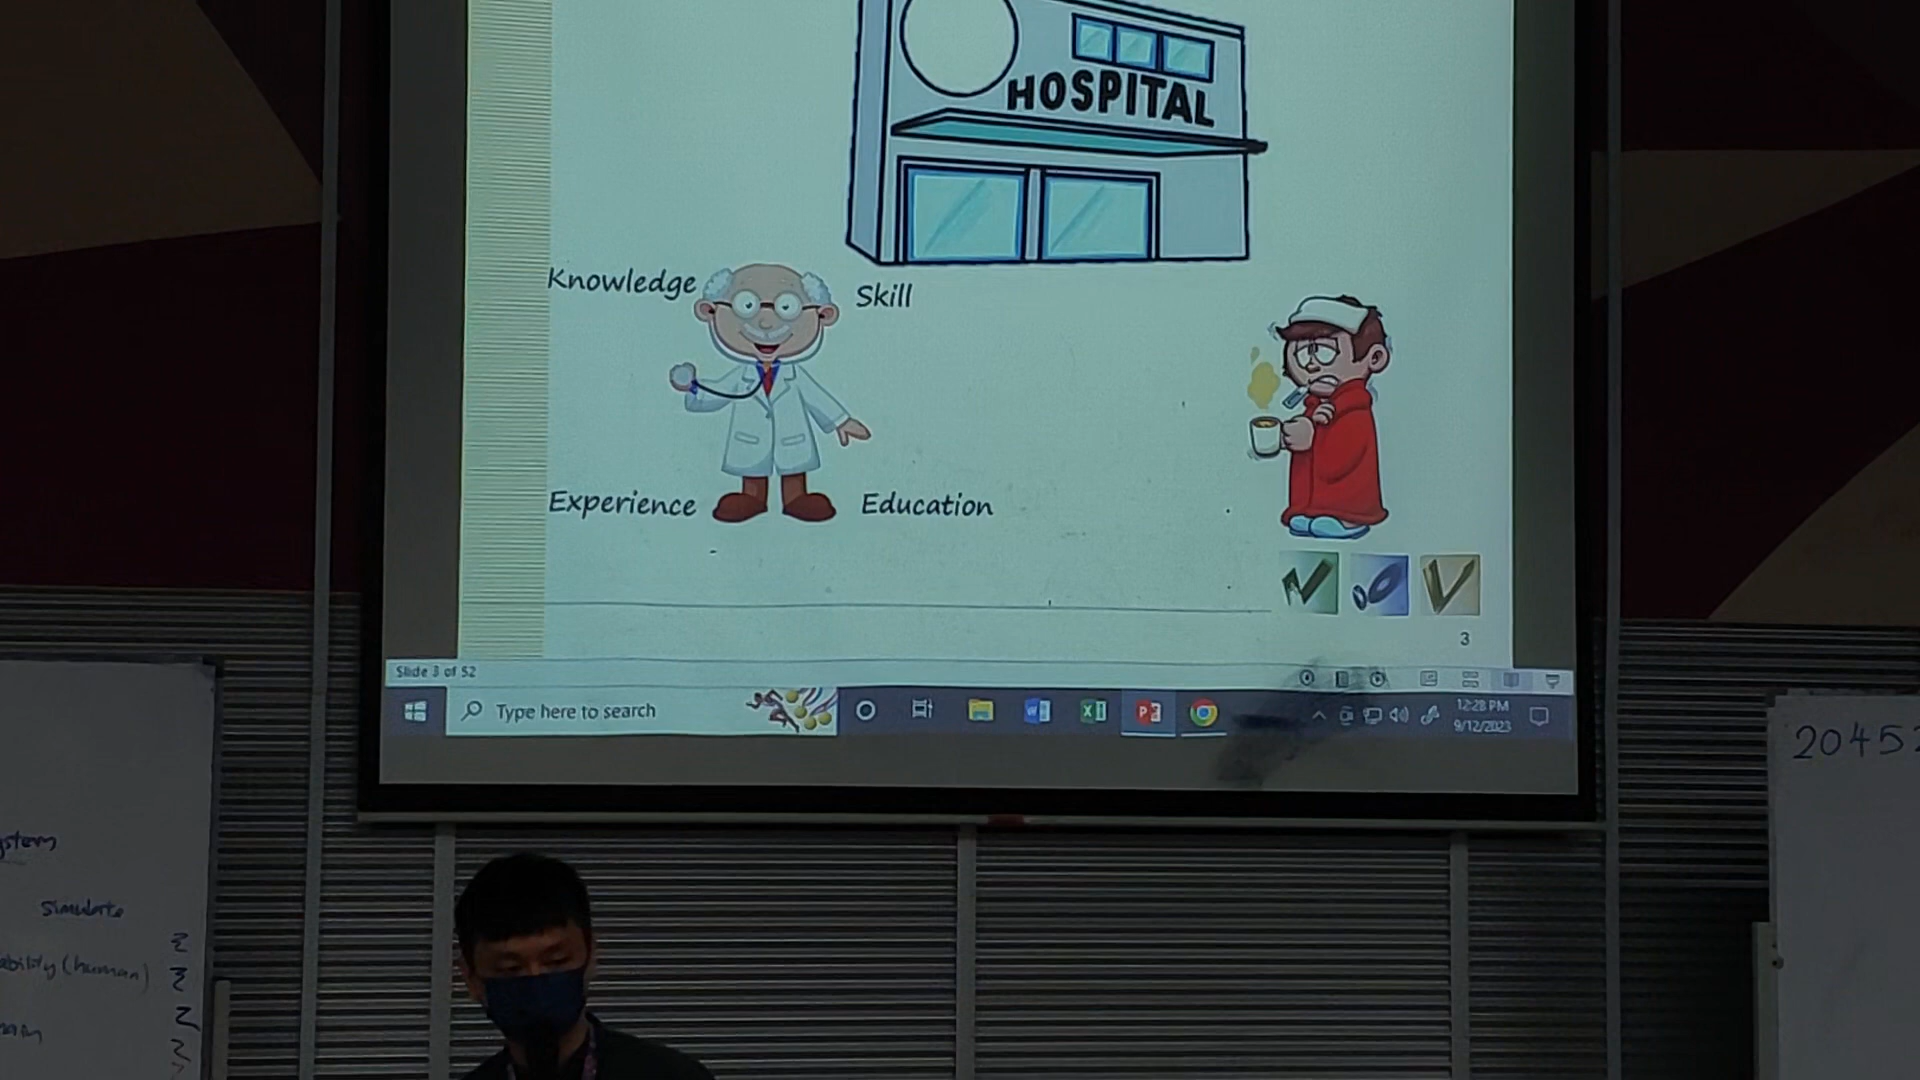 HOSPITAL
Knowledge
Skill
Experience
Education
3
Slide 3 of 52
Type here to search
12:28 PM
9/12/2023
simulate
(human)
2045